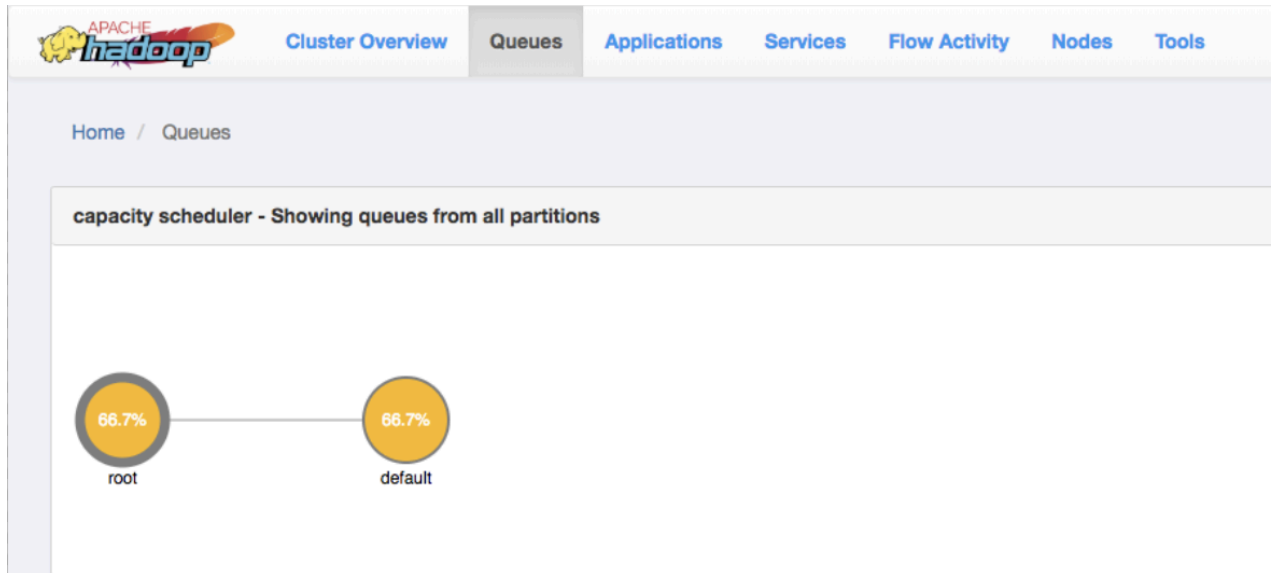 APACHE
hadoop
Cluster Overview Queues Applications Services Flow Activity Nodes Tools
Home / Queues
capacity scheduler - Showing queues from all partitions
66.7% 66.7%
root default